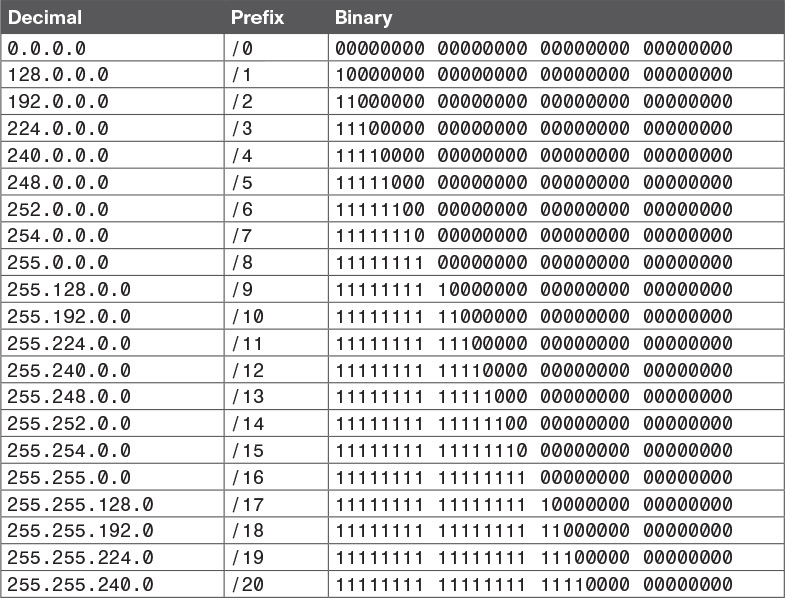 Decimal Prefix Binary
0.0.0.0 /0 00000000 00000000 00000000 00000000
128.0.0.0 /1 10000000 00000000 00000000 00000000
192.0.0.0 /2 11000000 00000000 00000000 00000000
224.0.0.0 /3 11100000 00000000 00000000 00000000
240.0.0.0 /4 11110000 00000000 00000000 00000000
248.0.0.0 /5 11111000 00000000 00000000 00000000
252.0.0.0 /6 11111100 00000000 00000000 00000000
254.0.0.0 /7 11111110 00000000 00000000 00000000
255.0.0.0 /8 11111111 00000000 00000000 00000000
255.128.0.0 /9 11111111 10000000 00000000 00000000
255.192.0.0 /10 11111111 11000000 00000000 00000000
255.224.0.0 /11 11111111 11100000 00000000 00000000
255.240.0.0 /12 11111111 11110000 00000000 00000000
255.248.0.0 /13 11111111 11111000 00000000 00000000
255.252.0.0 /14 11111111 11111100 00000000 00000000
255.254.0.0 /15 11111111 11111110 00000000 00000000
255.255.0.0 /16 11111111 11111111 00000000 00000000
255.255.128.0 /17 11111111 11111111 10000000 00000000
255.255.192.0 /18 11111111 11111111 11000000 00000000
255.255.224.0 /19 11111111 11111111 11100000 00000000
255.255.240.0 /20 11111111 11111111 11110000 00000000